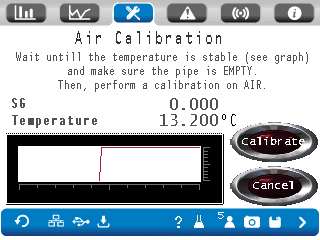 Air Calibration
Wait untill the temperature is stable (see graph)
and make sure the pipe is EMPTY.
Then, perform a calibration on AIR.
SG 0.000
Temperature 13.200°C
Calibrate
Cancel
? 5